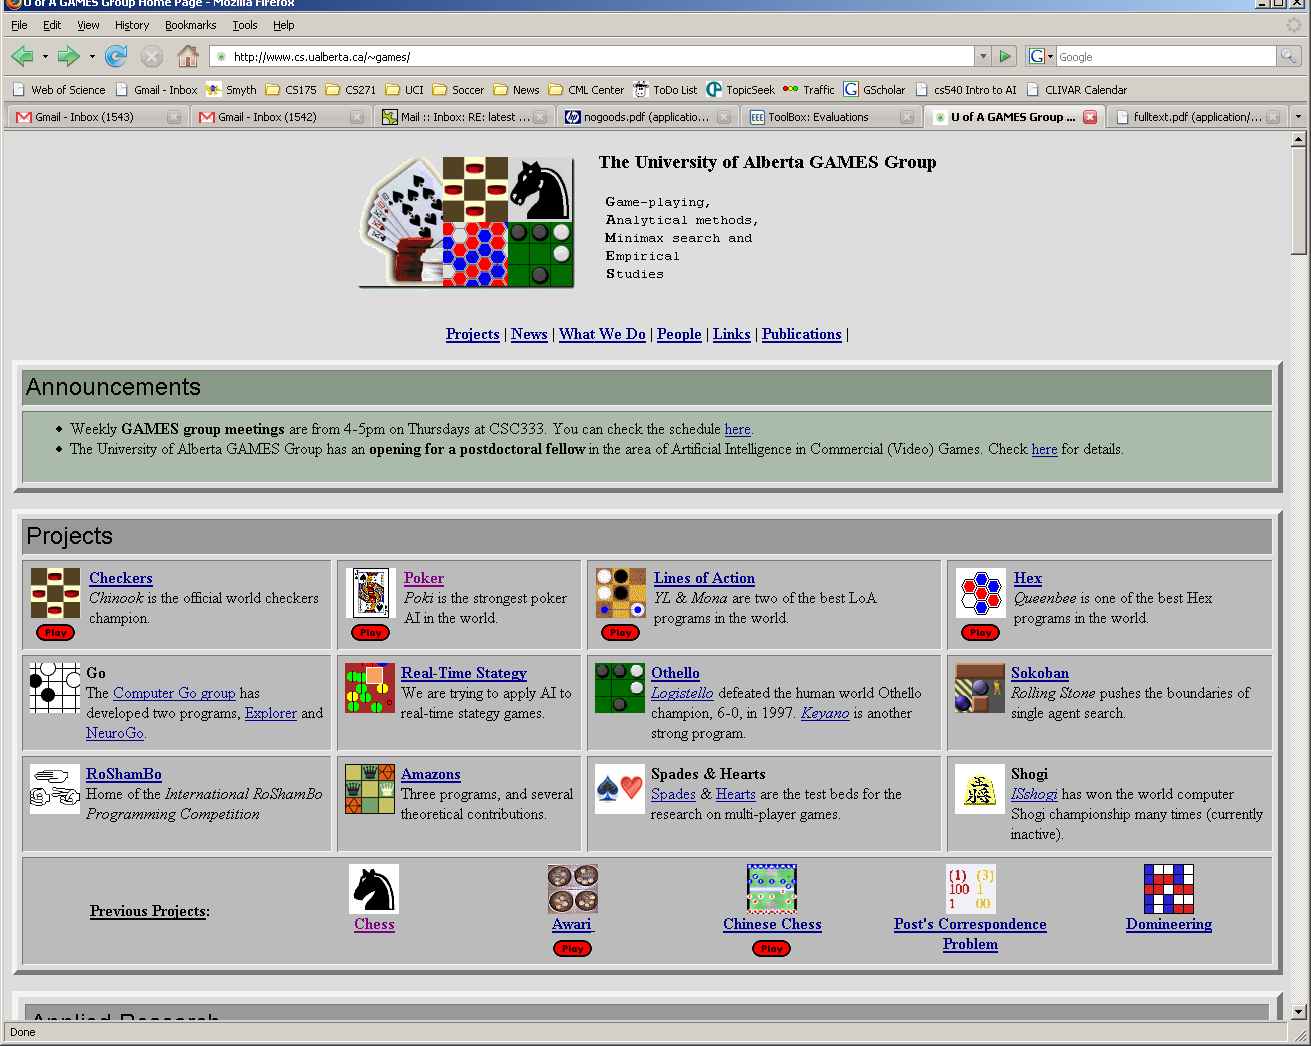 U of A GAMES Group Home Page - Mozilla Firefox
File Edit View History Bookmarks Tools Help
http://www.cs.ualberta.ca/~games/
G Google
Web of Science Gmail - Inbox Smyth CS175 CS271 UCI Soccer News CML Center ToDo List TopicSeek Traffic GScholar cs540 Intro to AI CLIVAR Calendar
Gmail - Inbox (1543) Gmail - Inbox (1542) Mail :: Inbox: RE: latest ... nogoods.pdf (applicatio... EEE ToolBox: Evaluations U of A GAMES Group ... fulltext.pdf (application/...
The University of Alberta GAMES Group
Game-playing,
Analytical methods,
Minimax search and
Empirical
Studies
Projects | News | What We Do | People | Links | Publications |
Announcements
Weekly GAMES group meetings are from 4-5pm on Thursdays at CSC333. You can check the schedule here.
The University of Alberta GAMES Group has an opening for a postdoctoral fellow in the area of Artificial Intelligence in Commercial (Video) Games. Check here for details.
Projects
Checkers
Chinook is the official world checkers
champion.
Play
Poker
Poki is the strongest poker
AI in the world.
Play
Lines of Action
YL & Mona are two of the best LoA
programs in the world.
Play
Hex
Queenbee is one of the best Hex
programs in the world.
Play
Go
The Computer Go group has
developed two programs, Explorer and
NeuroGo.
Real-Time Stategy
We are trying to apply AI to
real-time stategy games.
Othello
Logistello defeated the human world Othello
champion, 6-0, in 1997. Keyano is another
strong program.
Sokoban
Rolling Stone pushes the boundaries of
single agent search.
RoShamBo
Home of the International RoShamBo
Programming Competition
Amazons
Three programs, and several
theoretical contributions.
Spades & Hearts
Spades & Hearts are the test beds for the
research on multi-player games.
Shogi
ISshogi has won the world computer
Shogi championship many times (currently
inactive).
Previous Projects:
Chess
Awari
Play
Chinese Chess
Play
(1) (3)
100 1
1 00
Post's Correspondence
Problem
Domineering
Applied Research
Done